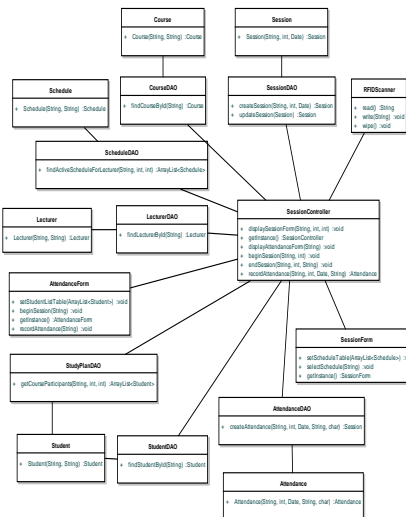 Course
+ Course(String, String) :Course
Session
+ Session(String, int, Date) :Session
Schedule
+ Schedule(String, String) :Schedule
CourseDAO
+ findCourseById(String) :Course
SessionDAO
+ createSession(String, int, Date) :Session
+ updateSession(Session) :Session
RFIDScanner
+ read() :String
+ write(String) :void
+ wipe() :void
ScheduleDAO
+ findActiveScheduleForLecturer(String, int, int) :ArrayList<Schedule>
Lecturer
+ Lecturer(String, String) :Lecturer
LecturerDAO
+ findLecturerById(String) :Lecturer
SessionController
+ displaySessionForm(String, int, int) :void
+ getInstance() :SessionController
+ displayAttendanceForm(String) :void
+ beginSession(String, int) :void
+ endSession(String, int, String) :void
+ recordAttendance(String, int, Date, String) :Attendance
AttendanceForm
+ setStudentListTable(ArrayList<Student>) :void
+ beginSession(String) :void
+ getInstance() :AttendanceForm
+ recordAttendance(String) :void
SessionForm
+ setScheduleTable(ArrayList<Schedule>) :
+ selectSchedule(String) :void
+ getInstance() :SessionForm
StudyPlanDAO
+ getCourseParticipants(String, int, int) :ArrayList<Student>
AttendanceDAO
+ createAttendance(String, int, Date, String, char) :Session
Student
+ Student(String, String) :Student
StudentDAO
+ findStudentById(String) :Student
Attendance
+ Attendance(String, int, Date, String, char) :Attendance